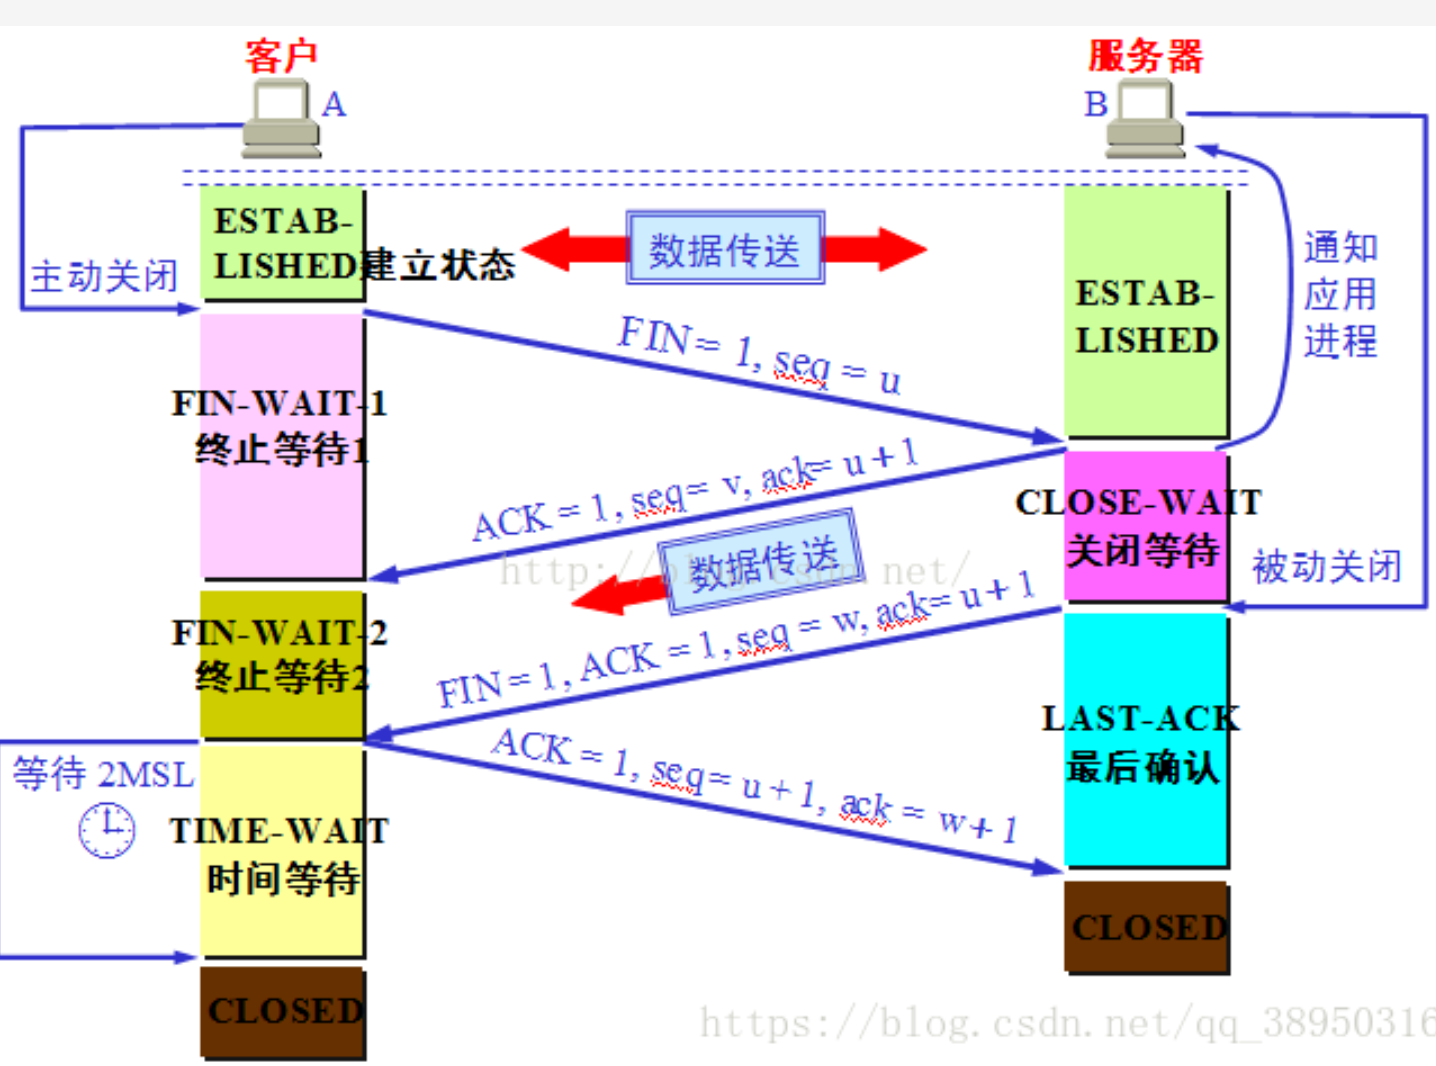 客户
服务器
A
B
ESTAB-
LISHED建立状态
主动关闭
数据传送
ESTAB-
LISHED
通知
应用
进程
FIN = 1, seq = u
FIN-WAIT-1
终止等待1
ACK = 1, seq= v, ack= u + 1
CLOSE-WAIT
关闭等待
被动关闭
http://blog.csdn.net/
数据传送
FIN = 1, ACK = 1, seq = w, ack= u + 1
FIN-WAIT-2
终止等待2
ACK = 1, seq= u + 1, ack = w+ 1
LAST-ACK
最后确认
等待 2MSL
TIME-WAIT
时间等待
CLOSED
CLOSED
https://blog.csdn.net/qq_38950316